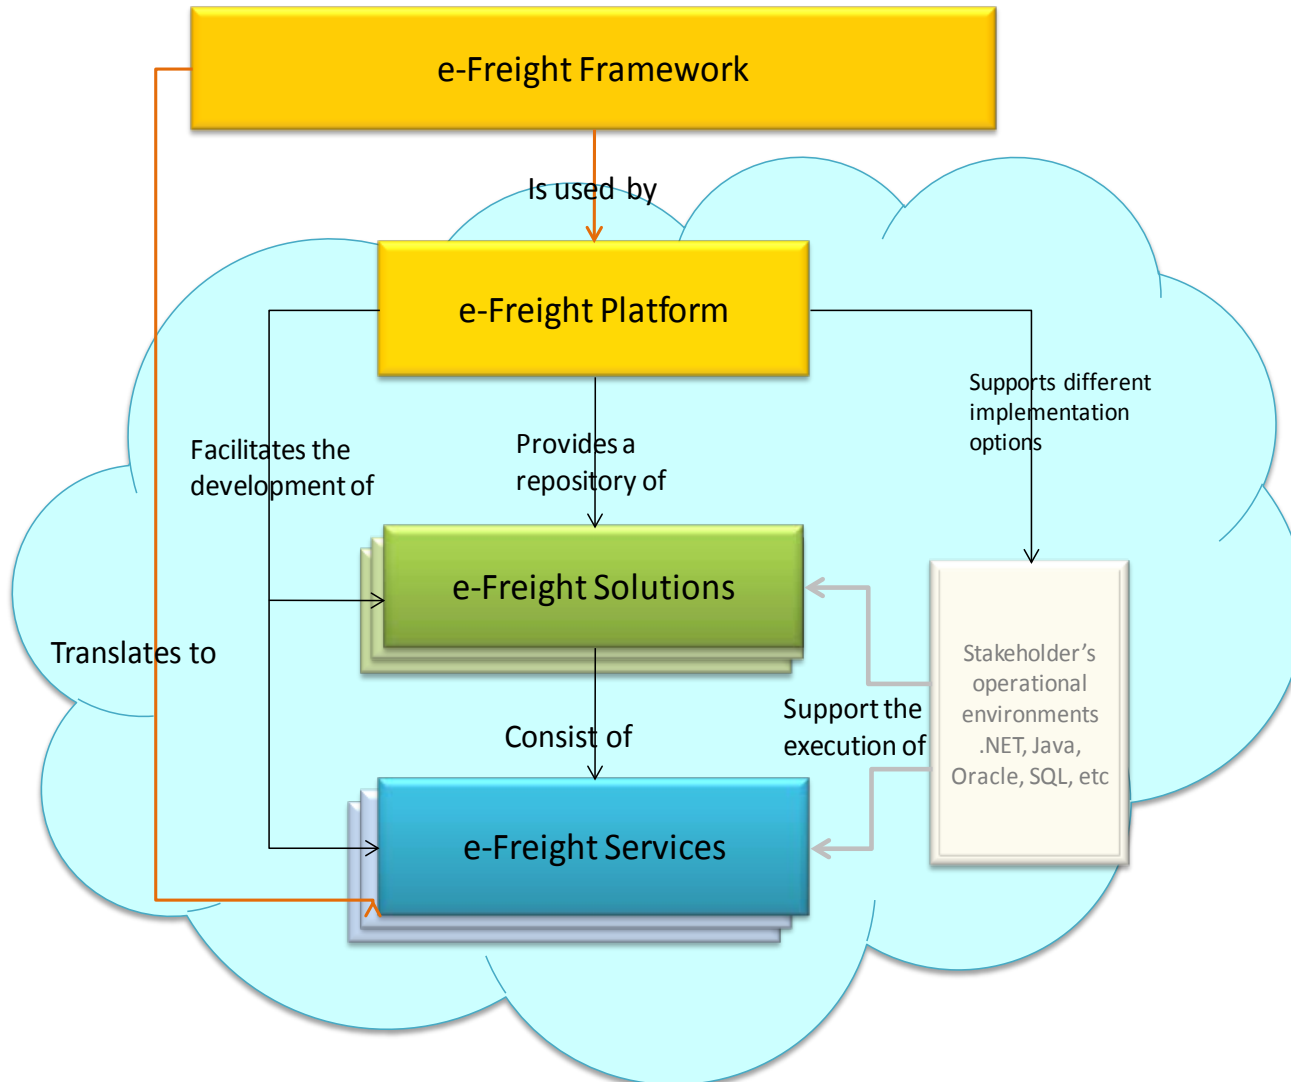 e-Freight Framework
Is used by
e-Freight Platform
Supports different
implementation
options
Facilitates the
development of
Provides a
repository of
e-Freight Solutions
Translates to
Stakeholder's
operational
environments
.NET, Java,
Oracle, SQL, etc
Support the
execution of
Consist of
e-Freight Services